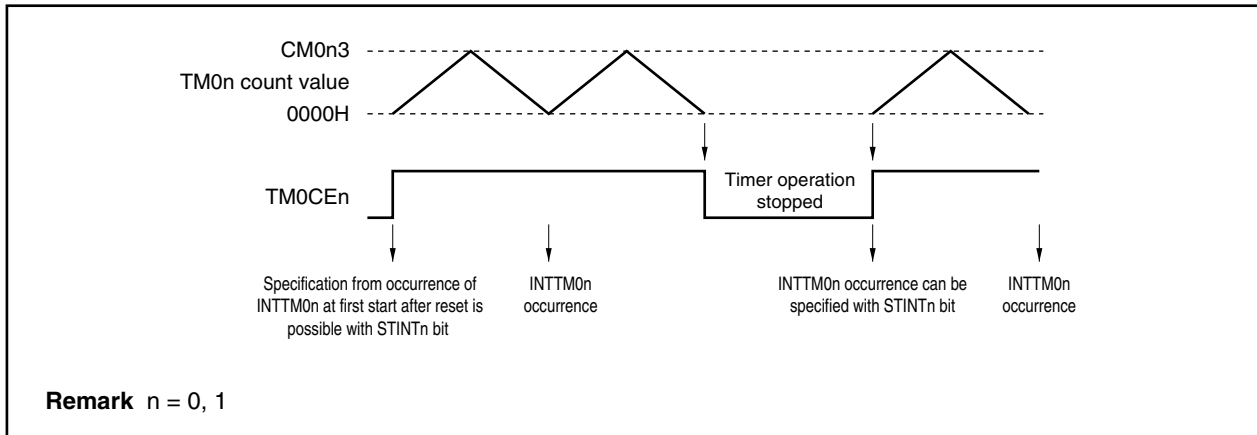 CM0n3
TM0n count value
0000H
TM0CEn
Timer operation
stopped
Specification from occurrence of
INTTM0n at first start after reset is
possible with STINTn bit
INTTM0n
occurrence
INTTM0n occurrence can be
specified with STINTn bit
INTTM0n
occurrence
Remark n = 0, 1